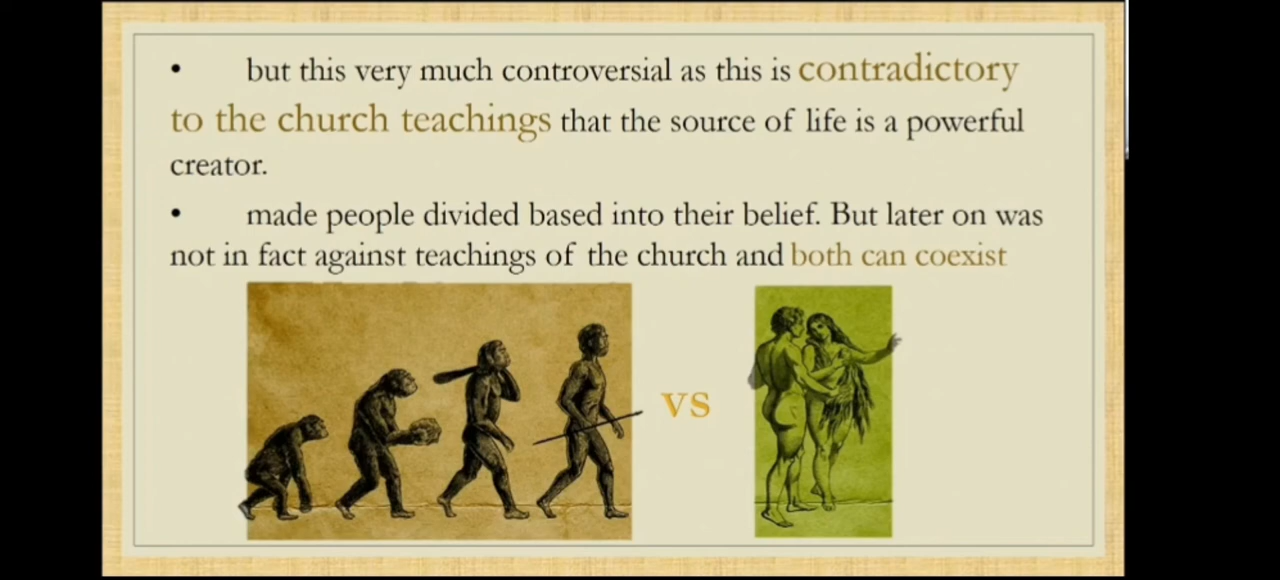 • but this very much controversial as this is contradictory
to the church teachings that the source of life is a powerful
creator.
• made people divided based into their belief. But later on was
not in fact against teachings of the church and both can coexist
vs